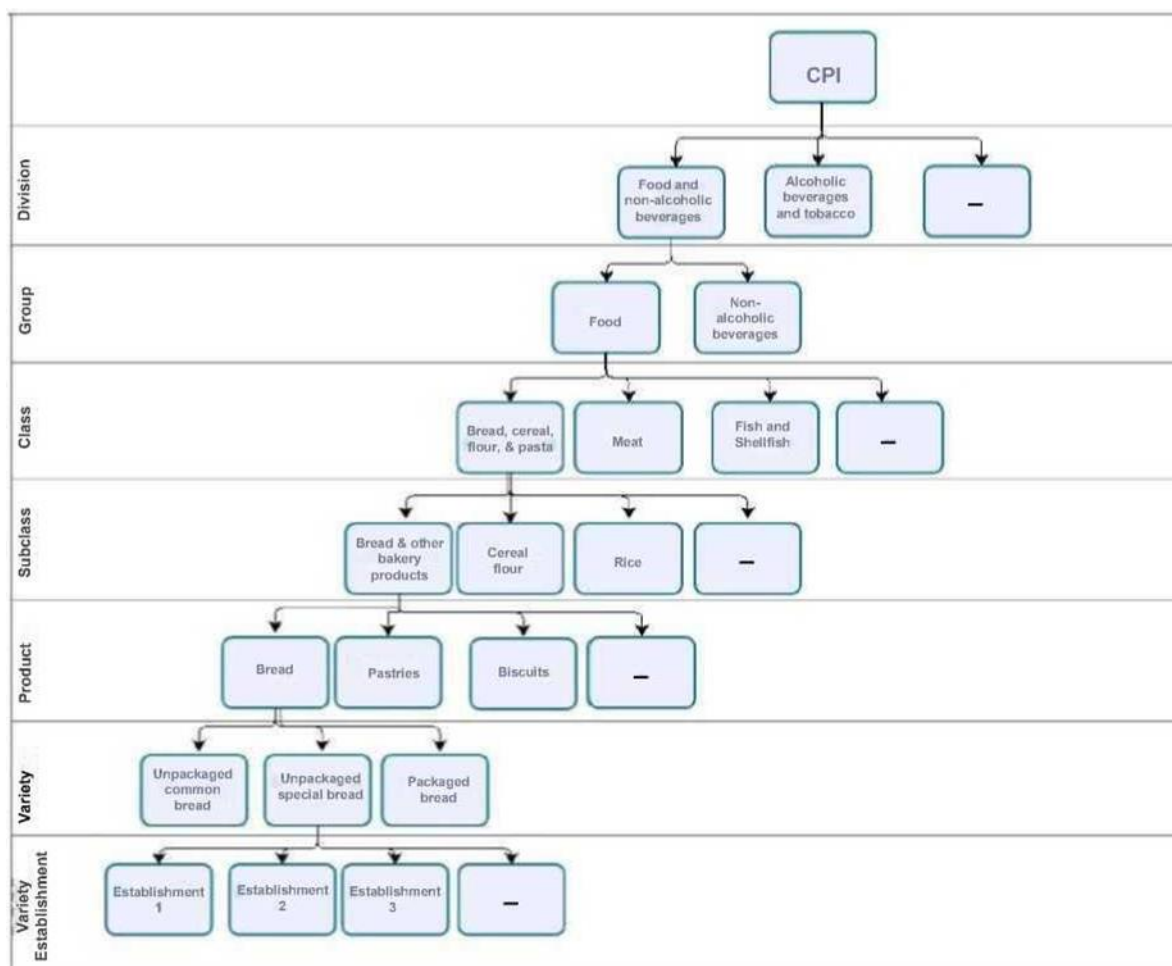 CPI
Division
Food and
non-alcoholic
beverages
Alcoholic
beverages
and tobacco
–
Group
Food
Non-
alcoholic
beverages
Class
Bread, cereal,
flour, & pasta
Meat
Fish and
Shellfish
–
Subclass
Bread & other
bakery
products
Cereal
flour
Rice
–
Product
Bread
Pastries
Biscuits
–
Variety
Unpackaged
common
bread
Unpackaged
special bread
Packaged
bread
Variety
Establishment
Establishment
1
Establishment
2
Establishment
3
–